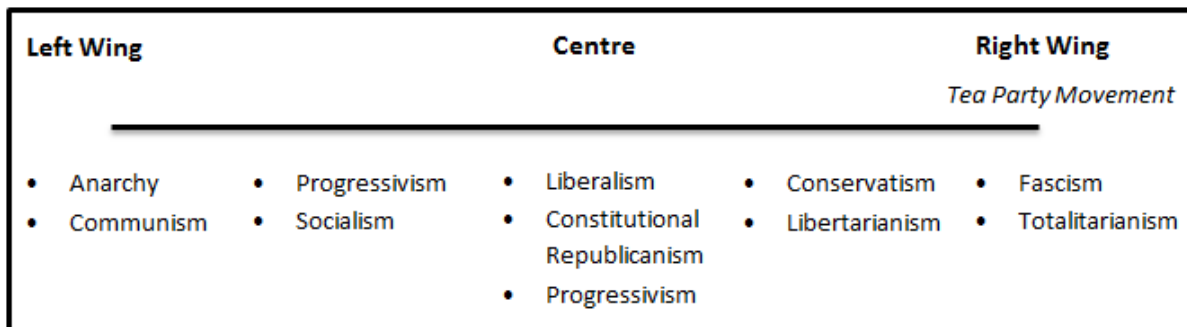 Left Wing Centre Right Wing
Tea Party Movement
• Anarchy • Progressivism • Liberalism • Conservatism • Fascism
• Communism • Socialism • Constitutional • Libertarianism • Totalitarianism
Republicanism
• Progressivism